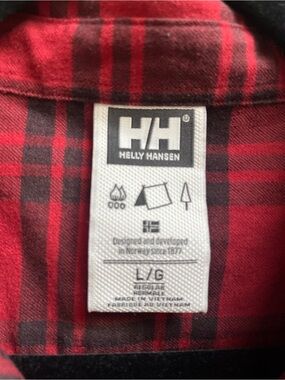 HH®
HELLY HANSEN
Designed and developed
in Norway since 1877
L/G
REGULAR
NORMALE
MADE IN VIETNAM
FABRIQUÉ AU VIETNAM